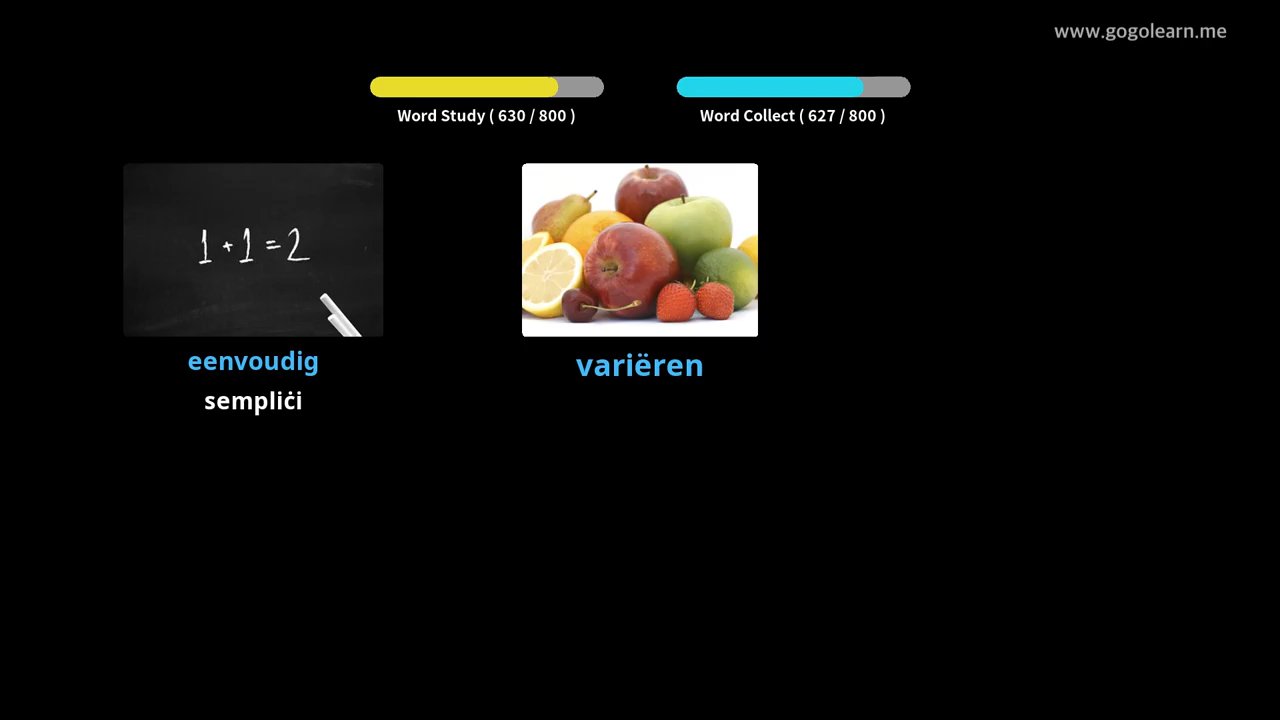 www.gogolearn.me
Word Study ( 630 / 800 )
Word Collect ( 627 / 800 )
1 + 1 = 2
eenvoudig
sempliċi
variëren